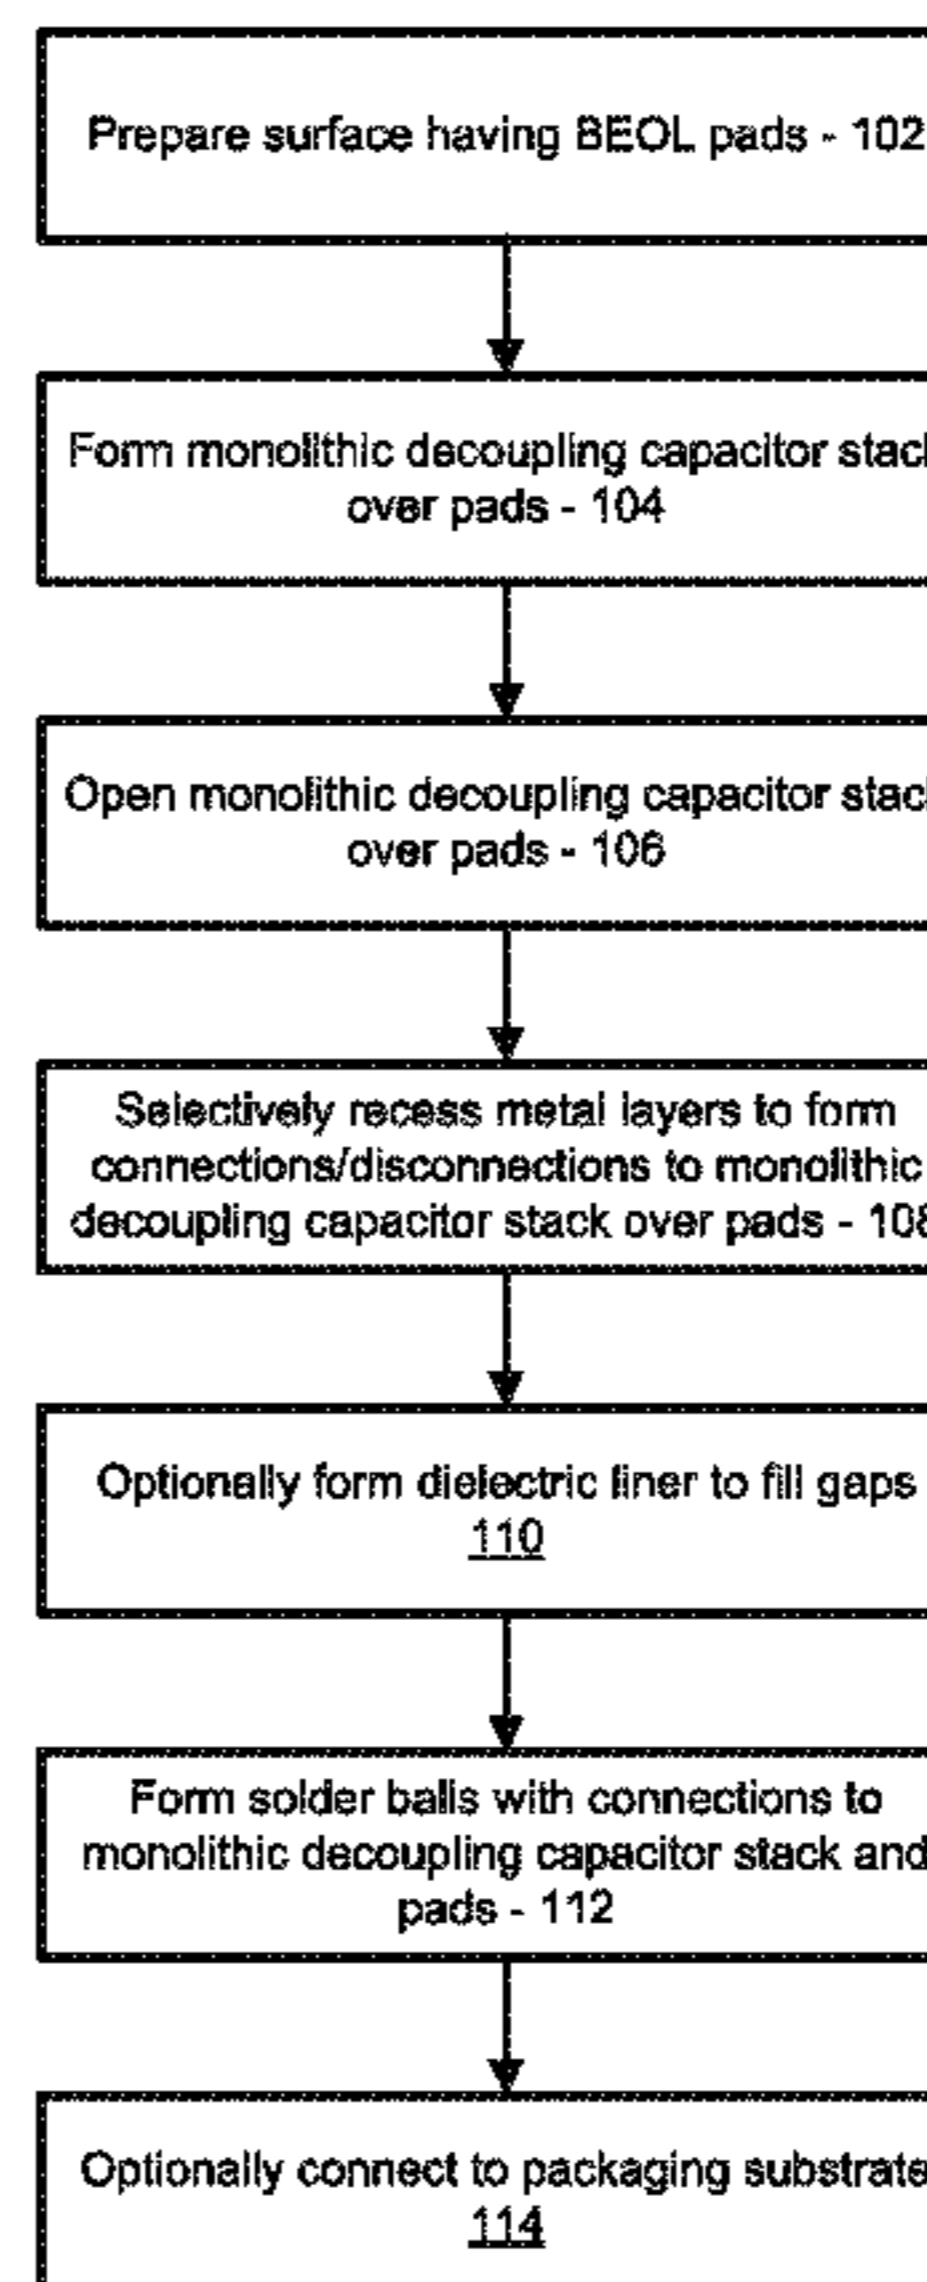 Prepare surface having BEOL pads - 102
Form monolithic decoupling capacitor stack
over pads - 104
Open monolithic decoupling capacitor stack
over pads - 106
Selectively recess metal layers to form
connections/disconnections to monolithic
decoupling capacitor stack over pads - 108
Optionally form dielectric liner to fill gaps
110
Form solder balls with connections to
monolithic decoupling capacitor stack and
pads - 112
Optionally connect to packaging substrate
114